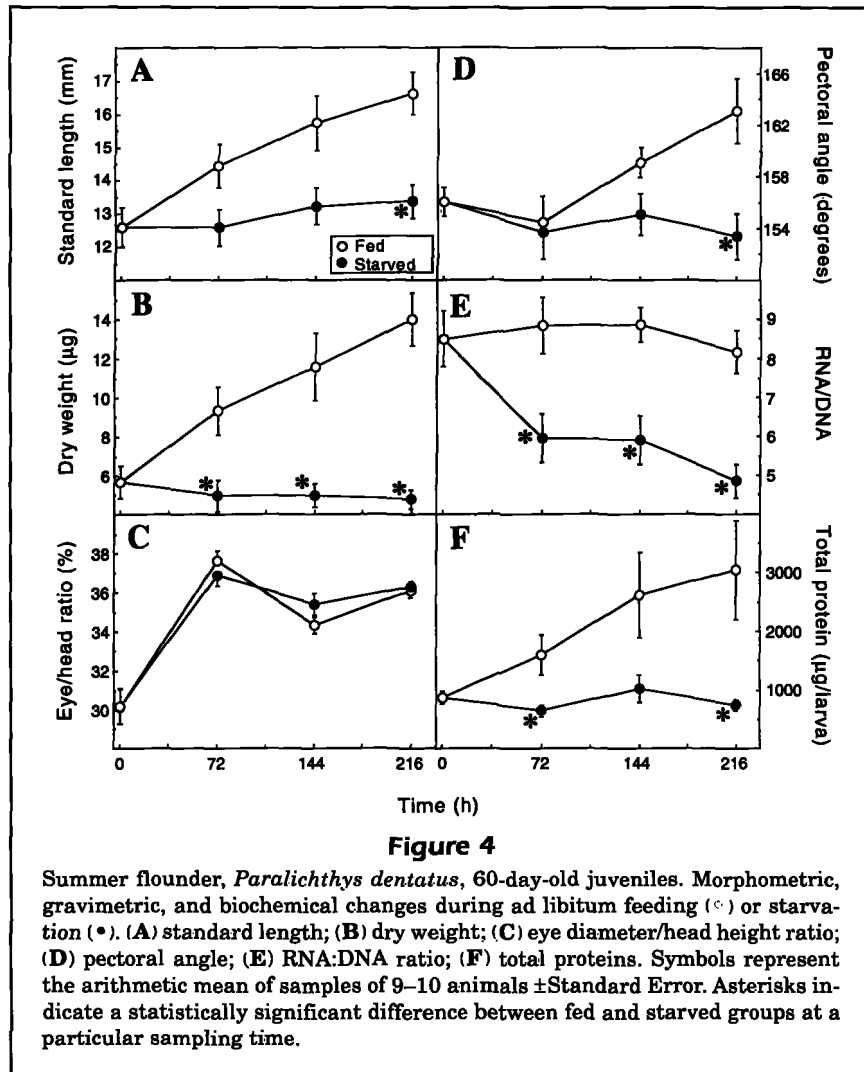 A
Standard length (mm)
17
16
15
14
13
12
*
Fed
Starved
D
Pectoral angle (degrees)
166
162
156
154
*
B
Dry weight (µg)
14
12
10
8
6
*
*
*
E
RNA/DNA
9
8
7
6
5
*
*
*
C
Eye/head ratio (%)
38
36
34
32
30
F
Total protein (µg/larva)
3000
2000
1000
*
*
0 72 144 216
0 72 144 216
Time (h)
Figure 4
Summer flounder, Paralichthys dentatus, 60-day-old juveniles. Morphometric,
gravimetric, and biochemical changes during ad libitum feeding (○) or starva-
tion (•). (A) standard length; (B) dry weight; (C) eye diameter/head height ratio;
(D) pectoral angle; (E) RNA:DNA ratio; (F) total proteins. Symbols represent
the arithmetic mean of samples of 9–10 animals ±Standard Error. Asterisks in-
dicate a statistically significant difference between fed and starved groups at a
particular sampling time.